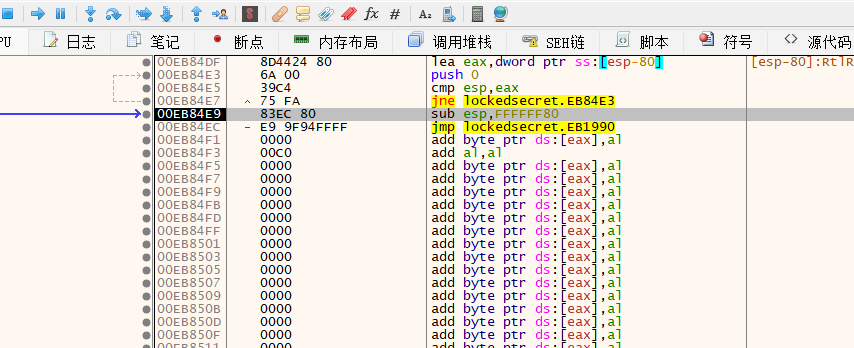 S fx # A₂
PU 日志 笔记 断点 内存布局 调用堆栈 SEH链 脚本 符号 源代码
00EB84DF 8D4424 80 lea eax,dword ptr ss:[esp-80] [esp-80]:RtlR
00EB84E3 6A 00 push 0
00EB84E5 39C4 cmp esp,eax
00EB84E7 ^ 75 FA jne lockedsecret.EB84E3
00EB84E9 83EC 80 sub esp,FFFFFF80
00EB84EC - E9 9F94FFFF jmp lockedsecret.EB1990
00EB84F1 0000 add byte ptr ds:[eax],al
00EB84F3 00C0 add al,al
00EB84F5 0000 add byte ptr ds:[eax],al
00EB84F7 0000 add byte ptr ds:[eax],al
00EB84F9 0000 add byte ptr ds:[eax],al
00EB84FB 0000 add byte ptr ds:[eax],al
00EB84FD 0000 add byte ptr ds:[eax],al
00EB84FF 0000 add byte ptr ds:[eax],al
00EB8501 0000 add byte ptr ds:[eax],al
00EB8503 0000 add byte ptr ds:[eax],al
00EB8505 0000 add byte ptr ds:[eax],al
00EB8507 0000 add byte ptr ds:[eax],al
00EB8509 0000 add byte ptr ds:[eax],al
00EB850B 0000 add byte ptr ds:[eax],al
00EB850D 0000 add byte ptr ds:[eax],al
00EB850F 0000 add byte ptr ds:[eax],al
00EB8511 0000 add byte ptr ds:[eax],al